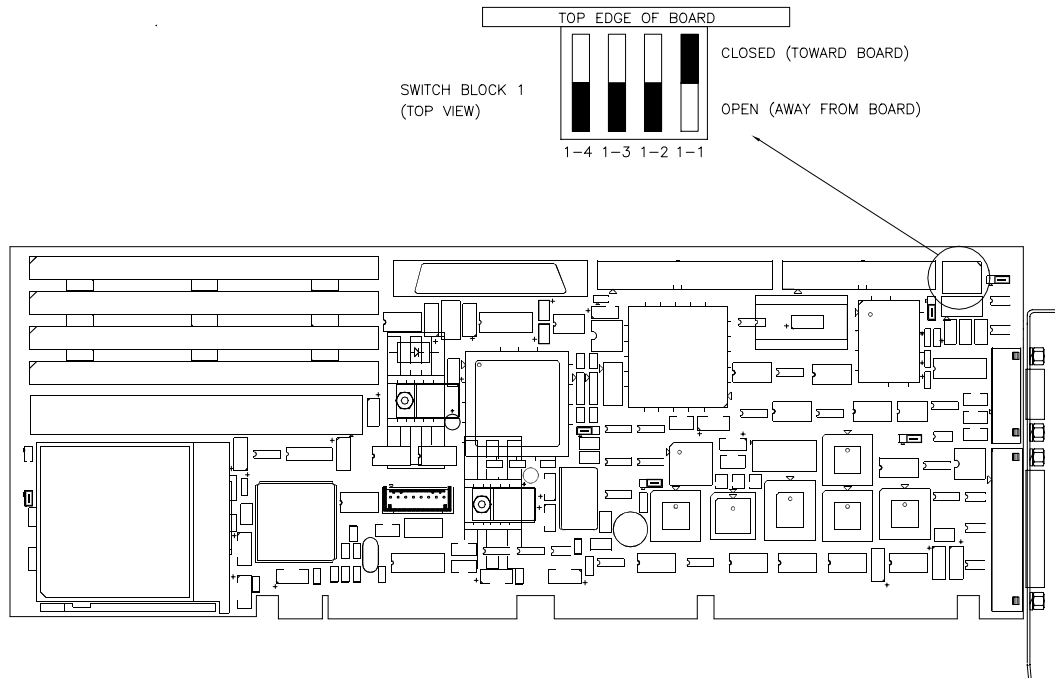 TOP EDGE OF BOARD
CLOSED (TOWARD BOARD)
SWITCH BLOCK 1
(TOP VIEW)
OPEN (AWAY FROM BOARD)
1-4 1-3 1-2 1-1